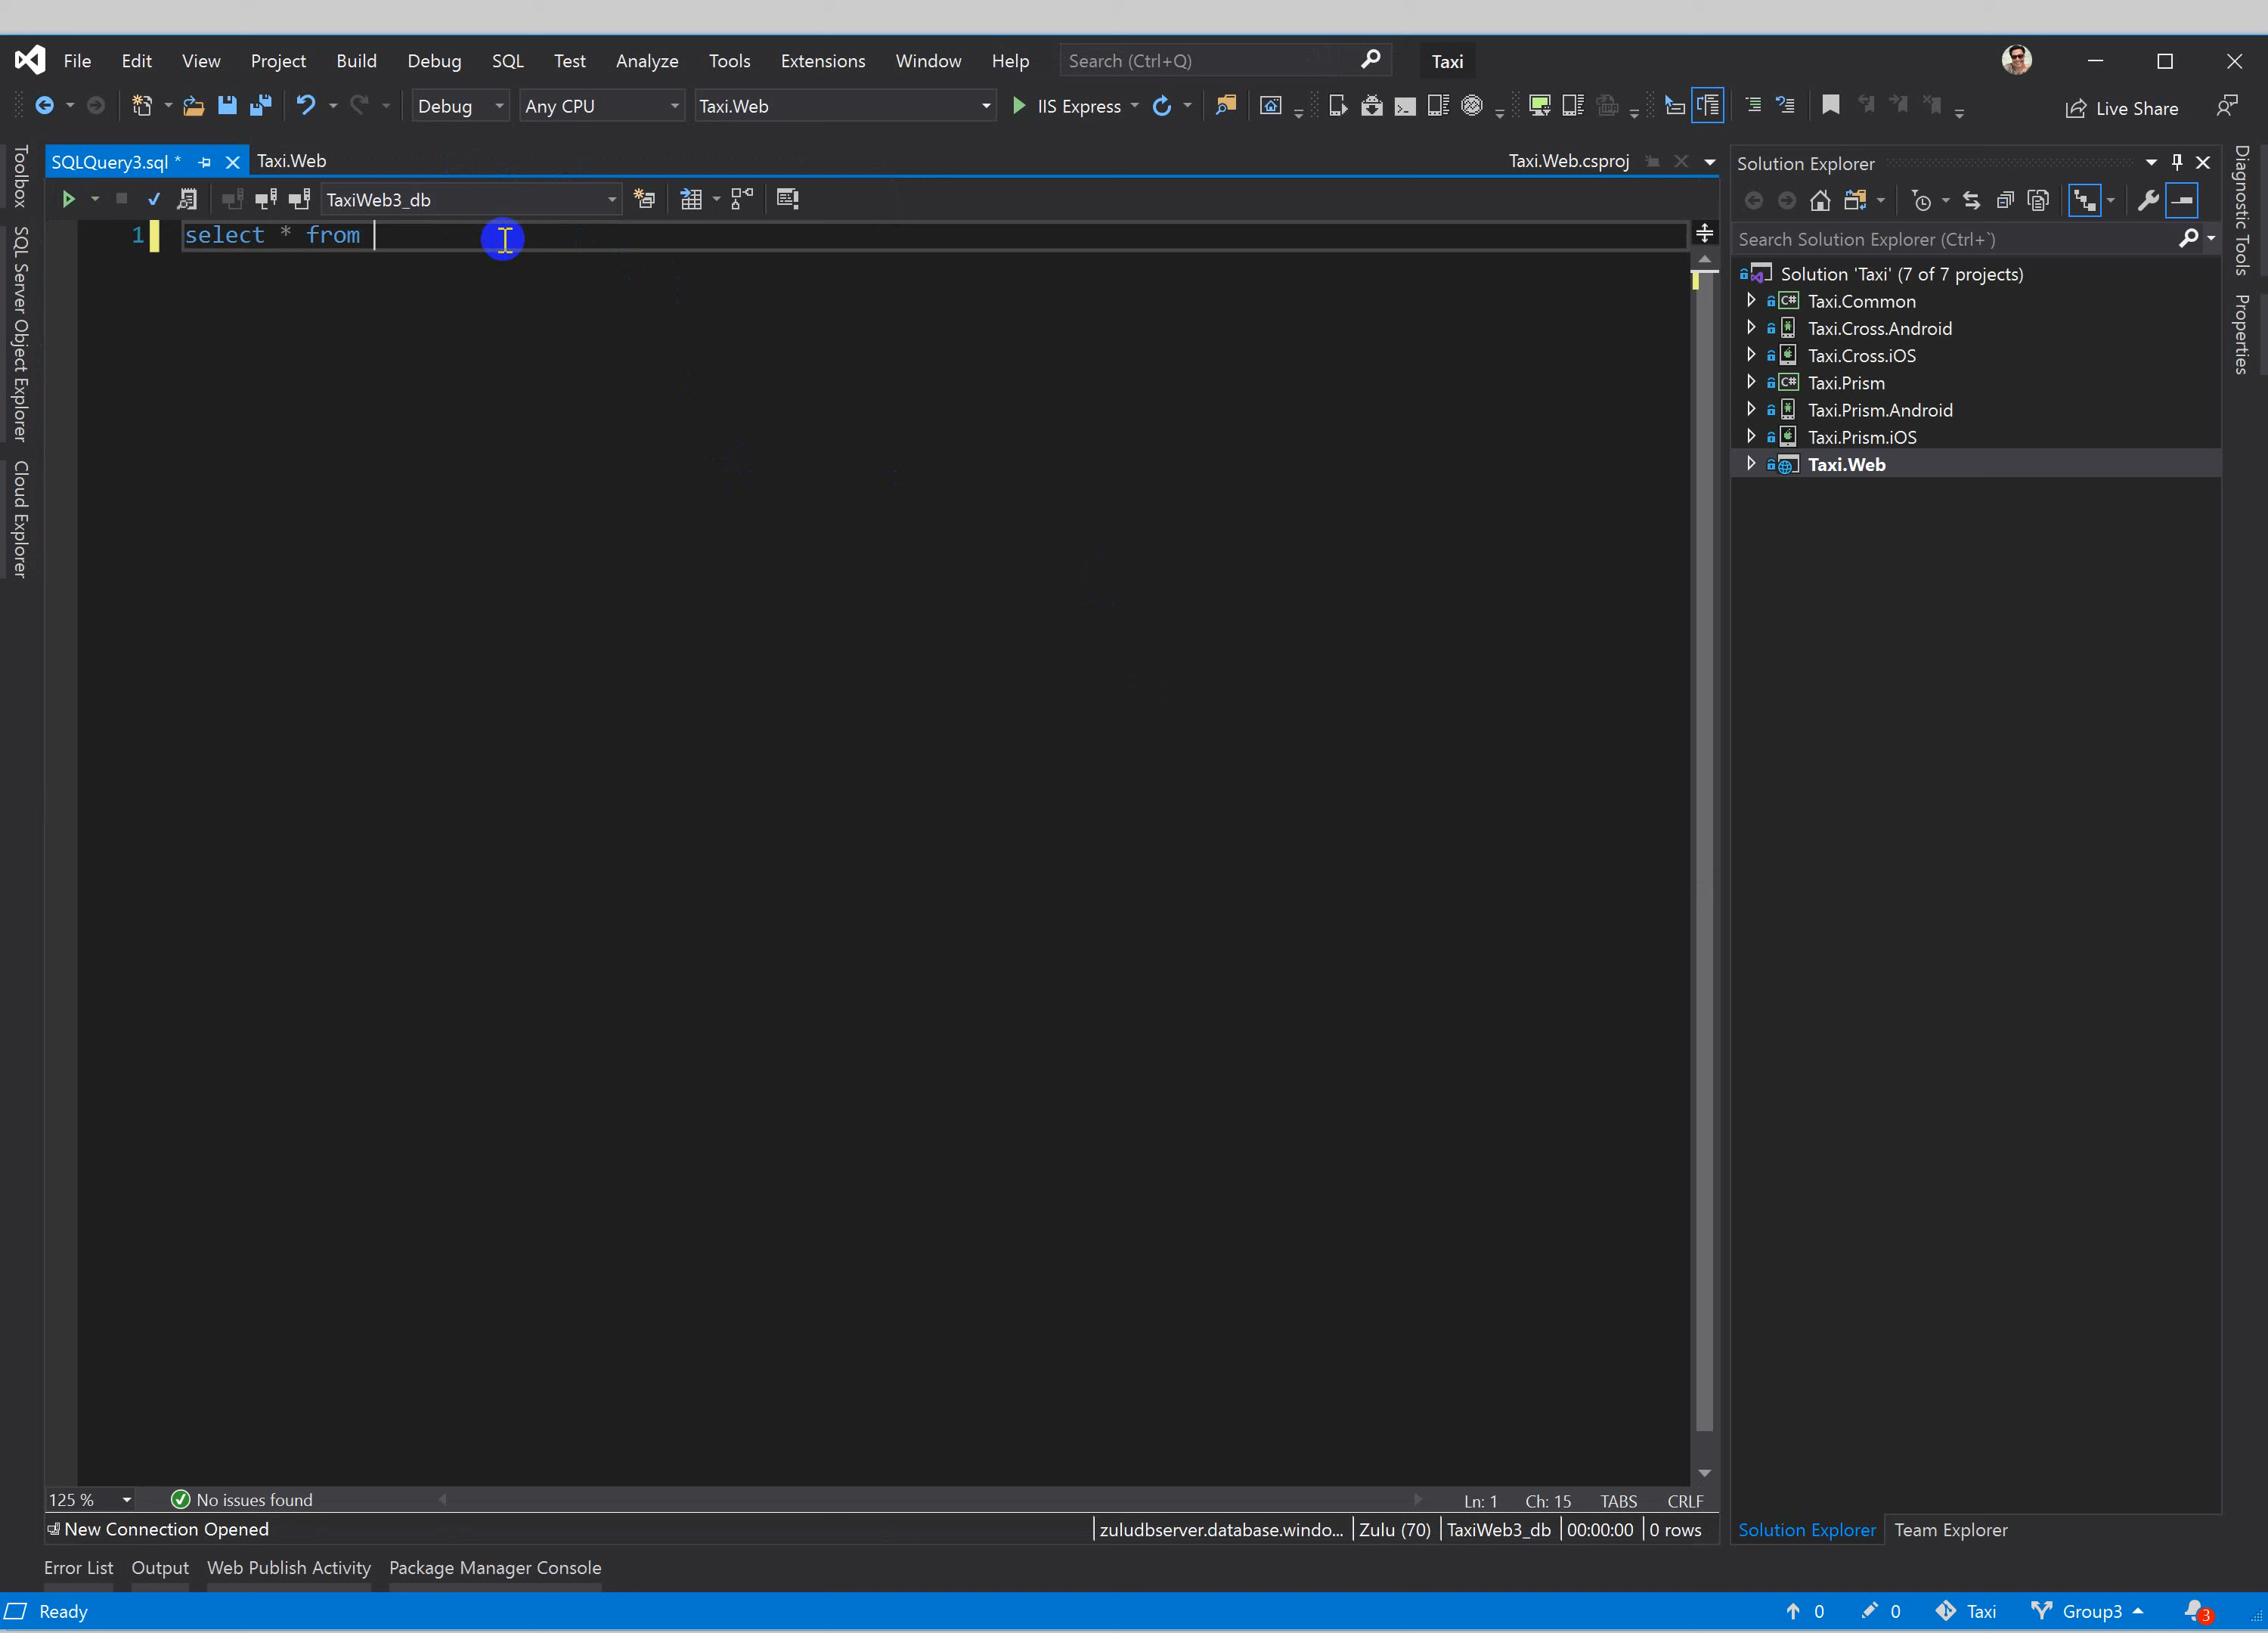 File Edit View Project Build Debug SQL Test Analyze Tools Extensions Window Help Search (Ctrl+Q) Taxi
Debug Any CPU Taxi.Web IIS Express Live Share
SQLQuery3.sql * Taxi.Web Taxi.Web.csproj
TaxiWeb3_db
1 select * from
Toolbox
SQL Server Object Explorer
Cloud Explorer
Solution Explorer
Search Solution Explorer (Ctrl+`)
Solution 'Taxi' (7 of 7 projects)
C# Taxi.Common
Taxi.Cross.Android
Taxi.Cross.iOS
C# Taxi.Prism
Taxi.Prism.Android
Taxi.Prism.iOS
Taxi.Web
Diagnostic Tools
Properties
125 % No issues found Ln: 1 Ch: 15 TABS CRLF
New Connection Opened zuludbserver.database.windo... Zulu (70) TaxiWeb3_db 00:00:00 0 rows
Solution Explorer Team Explorer
Error List Output Web Publish Activity Package Manager Console
Ready 0 0 Taxi Group3 3